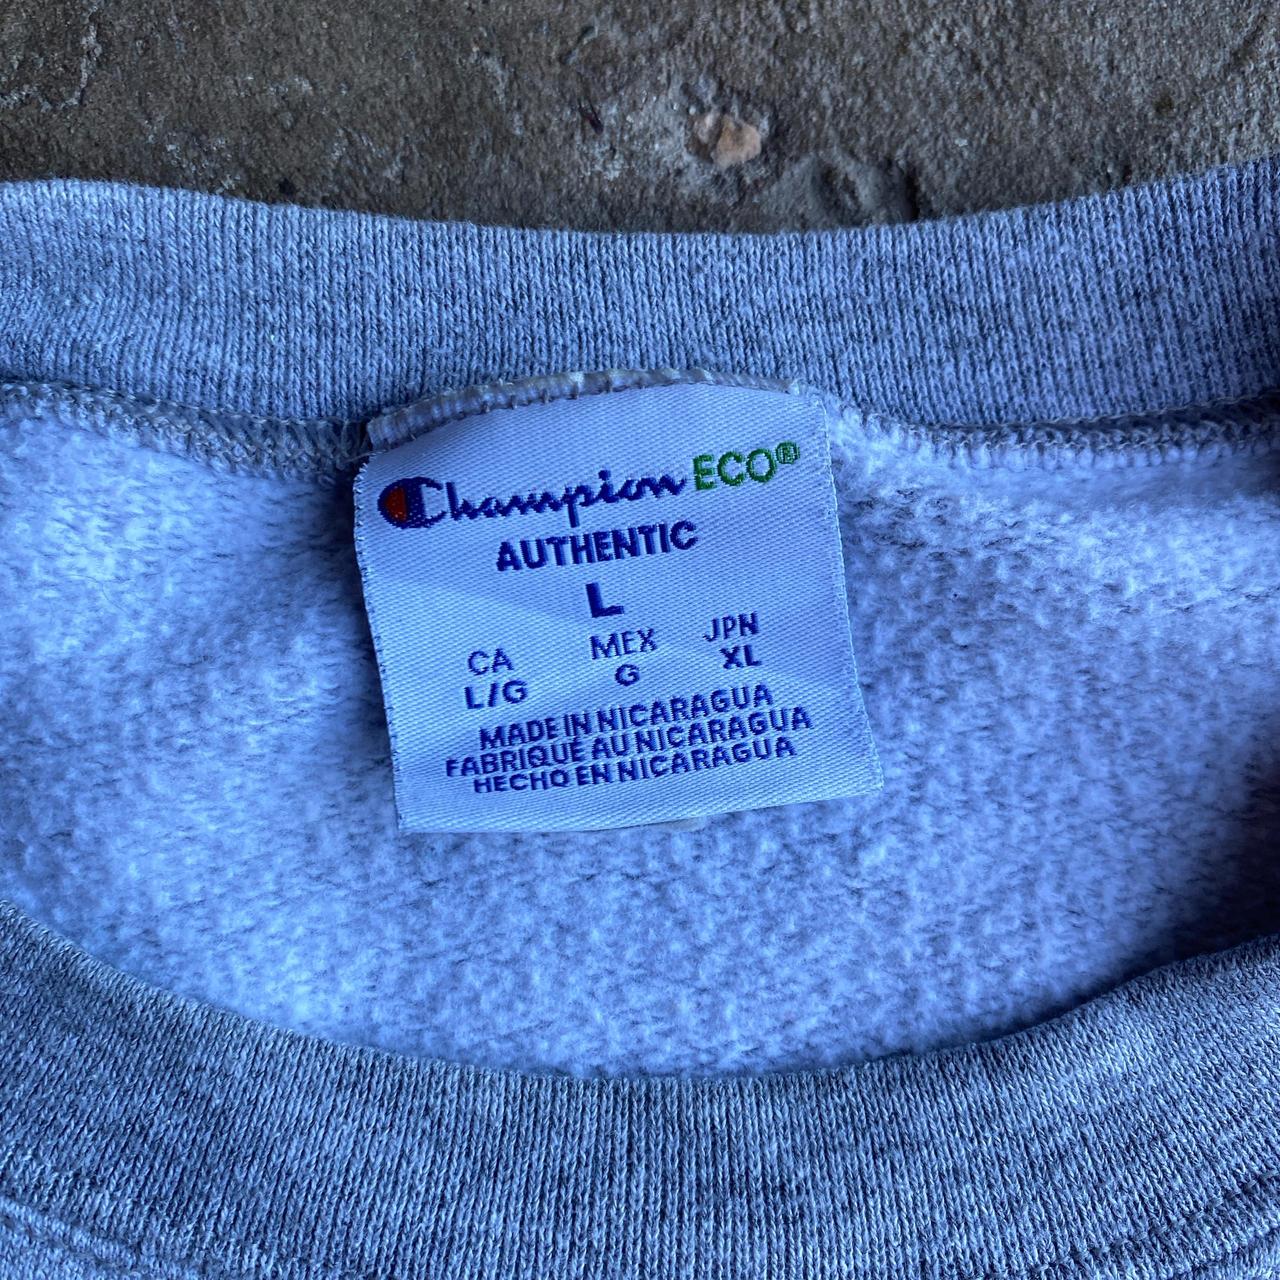 Champion ECO®
AUTHENTIC
L
CA MEX JPN
L/G G XL
MADE IN NICARAGUA
FABRIQUÉ AU NICARAGUA
HECHO EN NICARAGUA